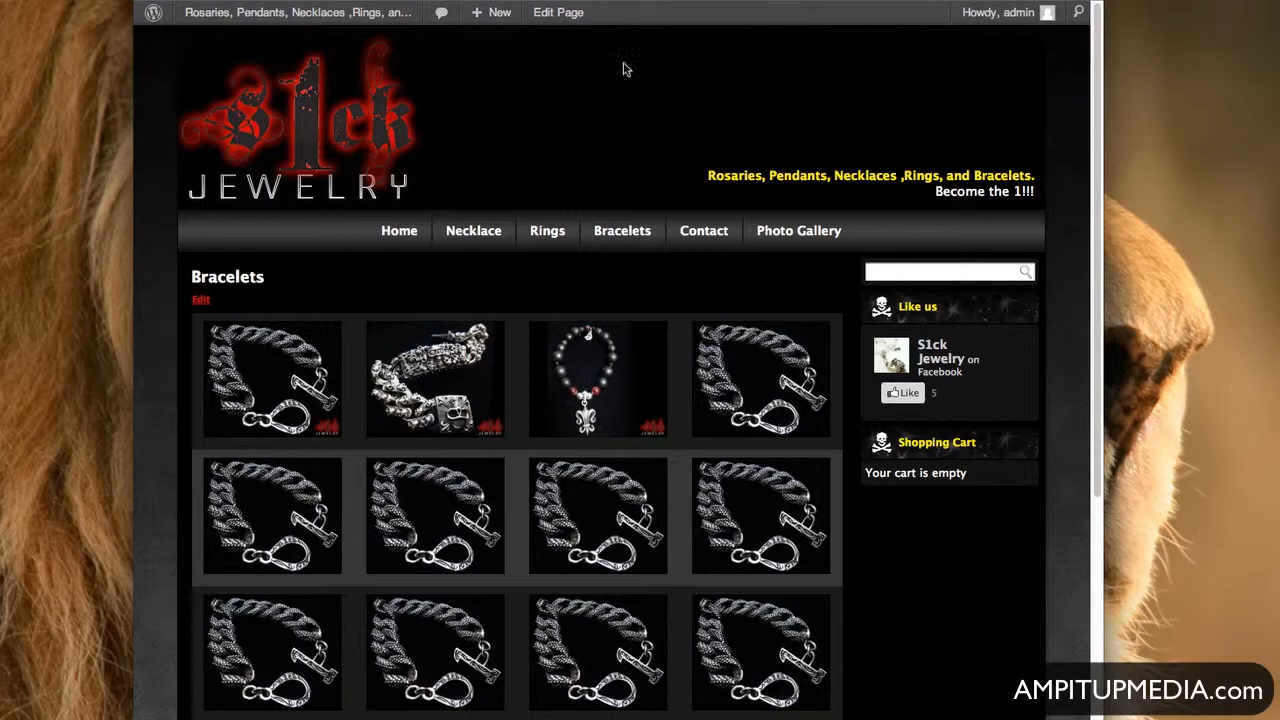 Rosaries, Pendants, Necklaces ,Rings, an...
New
Edit Page
Howdy, admin
S1ck
JEWELRY
Rosaries, Pendants, Necklaces ,Rings, and Bracelets.
Become the 1!!!
Home
Necklace
Rings
Bracelets
Contact
Photo Gallery
Bracelets
Edit
Like us
S1ck
Jewelry on
Facebook
Like
5
Shopping Cart
Your cart is empty
AMPITUPMEDIA.com